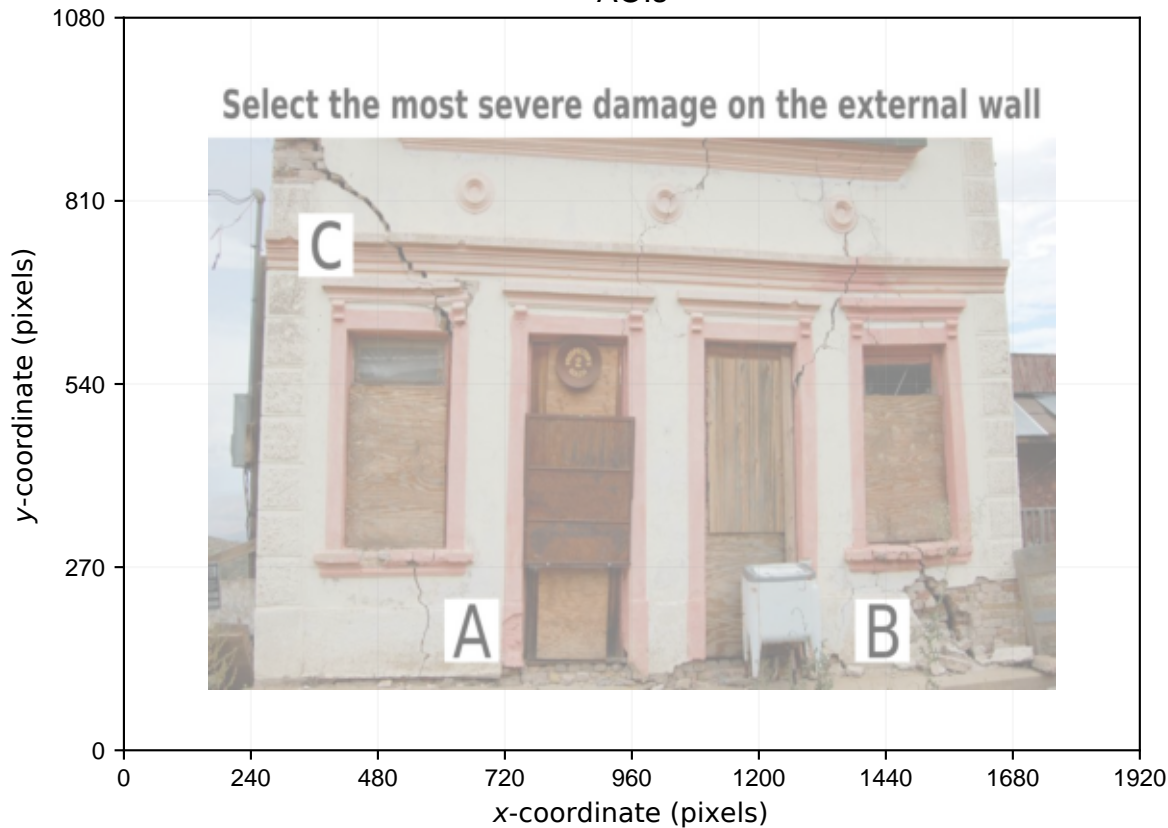 Select the most severe damage on the external wall
C
A
B
1080
810
540
270
0
0 240 480 720 960 1200 1440 1680 1920
y-coordinate (pixels)
x-coordinate (pixels)